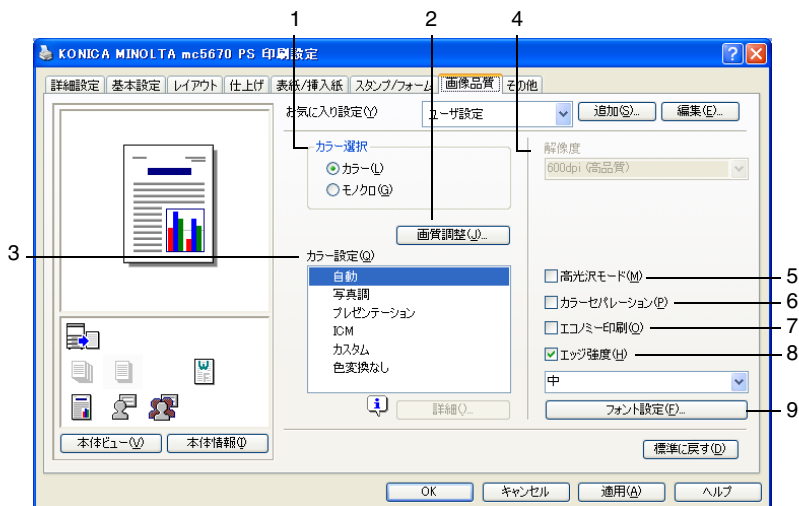 1
2
4
KONICA MINOLTA mc5670 PS 印刷設定
詳細設定
基本設定
レイアウト
仕上げ
表紙/挿入紙
スタンプ/フォーム
画像品質
その他
お気に入り設定(Y)
ユーザ設定
追加(S)...
編集(E)...
カラー選択
カラー(L)
モノクロ(G)
解像度
600dpi (高品質)
画質調整(J)...
3
カラー設定(Q)
自動
写真調
プレゼンテーション
ICM
カスタム
色変換なし
詳細()...
高光沢モード(M)
5
カラーセパレーション(P)
6
エコノミー印刷(O)
7
エッジ強度(H)
8
中
フォント設定(F)...
9
本体ビュー(V)
本体情報(I)
標準に戻す(D)
OK
キャンセル
適用(A)
ヘルプ